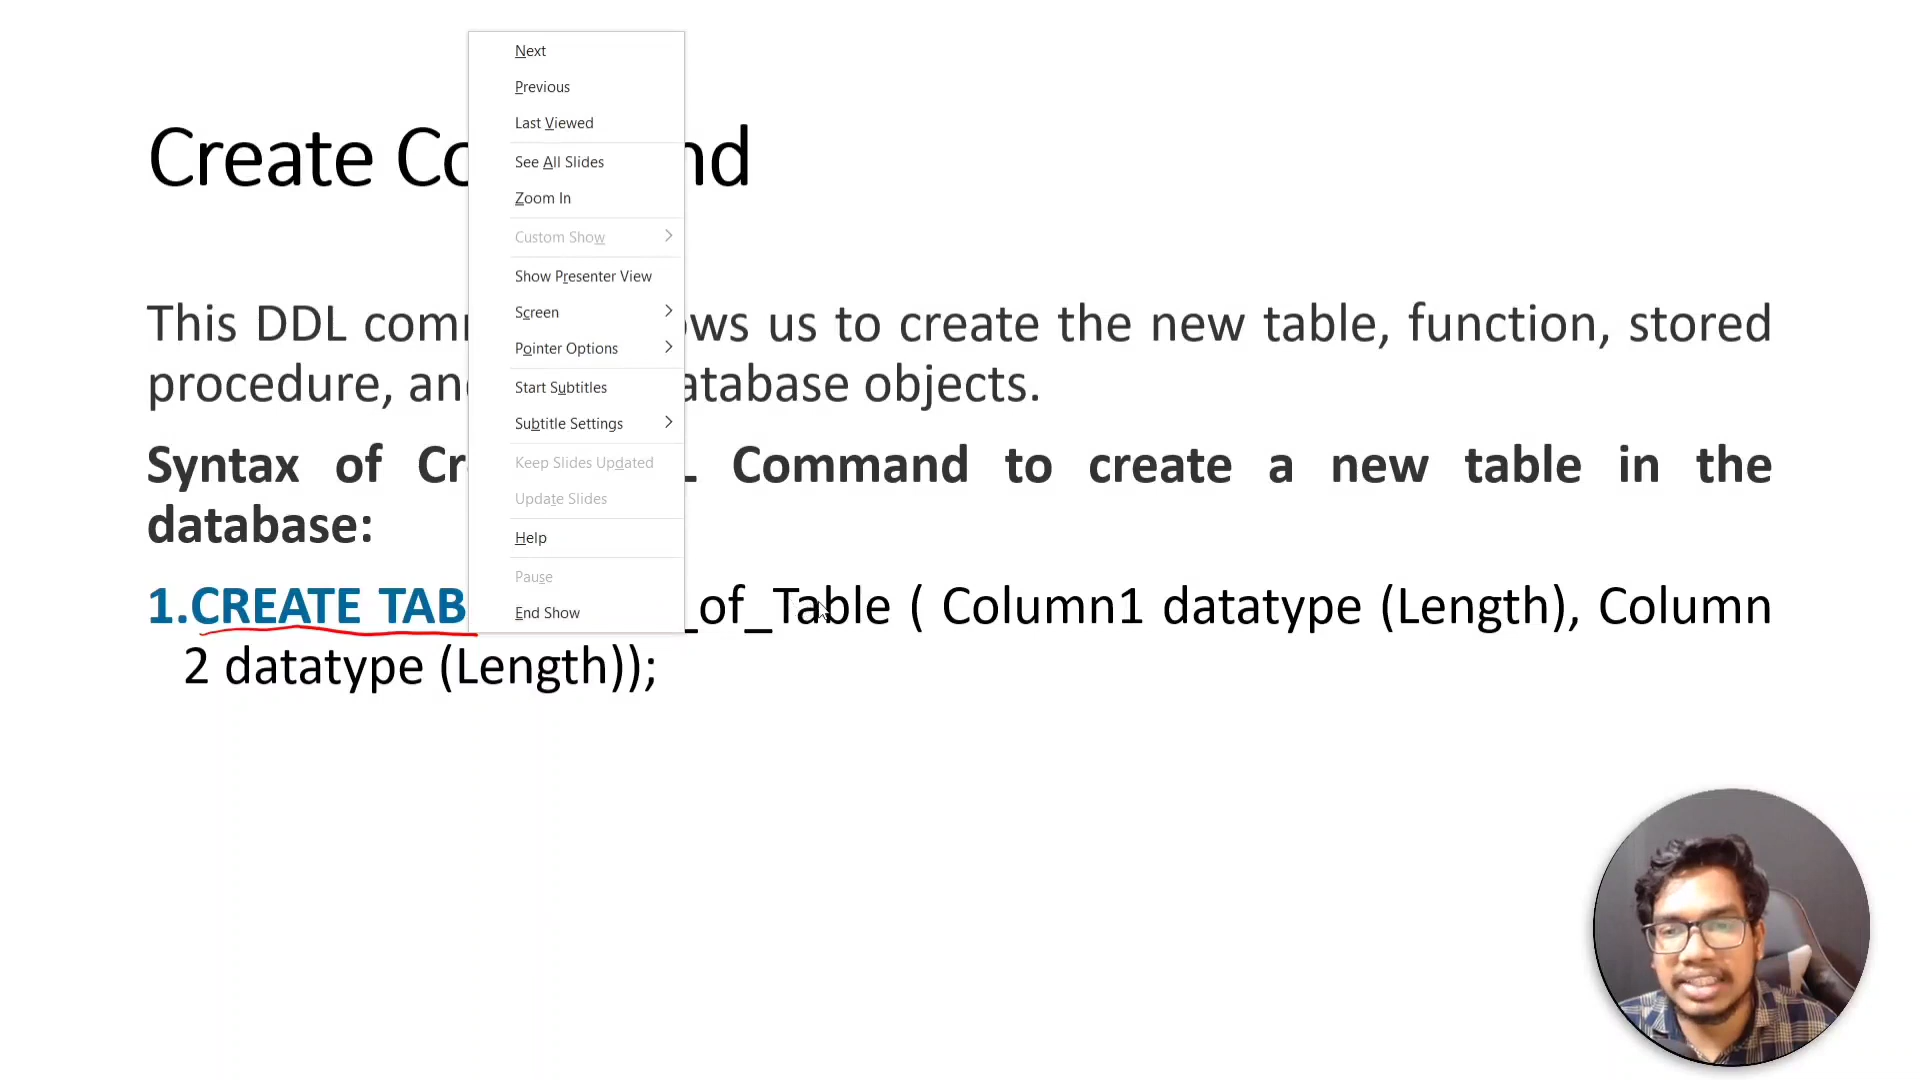 Next
Previous
Last Viewed
See All Slides
Zoom In
Custom Show
Show Presenter View
Screen
Pointer Options
Start Subtitles
Subtitle Settings
Keep Slides Updated
Update Slides
Help
Pause
End Show
Create Co nd
This DDL com ows us to create the new table, function, stored
procedure, an atabase objects.
Syntax of Cr L Command to create a new table in the
database:
1.CREATE TAB _of_Table ( Column1 datatype (Length), Column
2 datatype (Length));